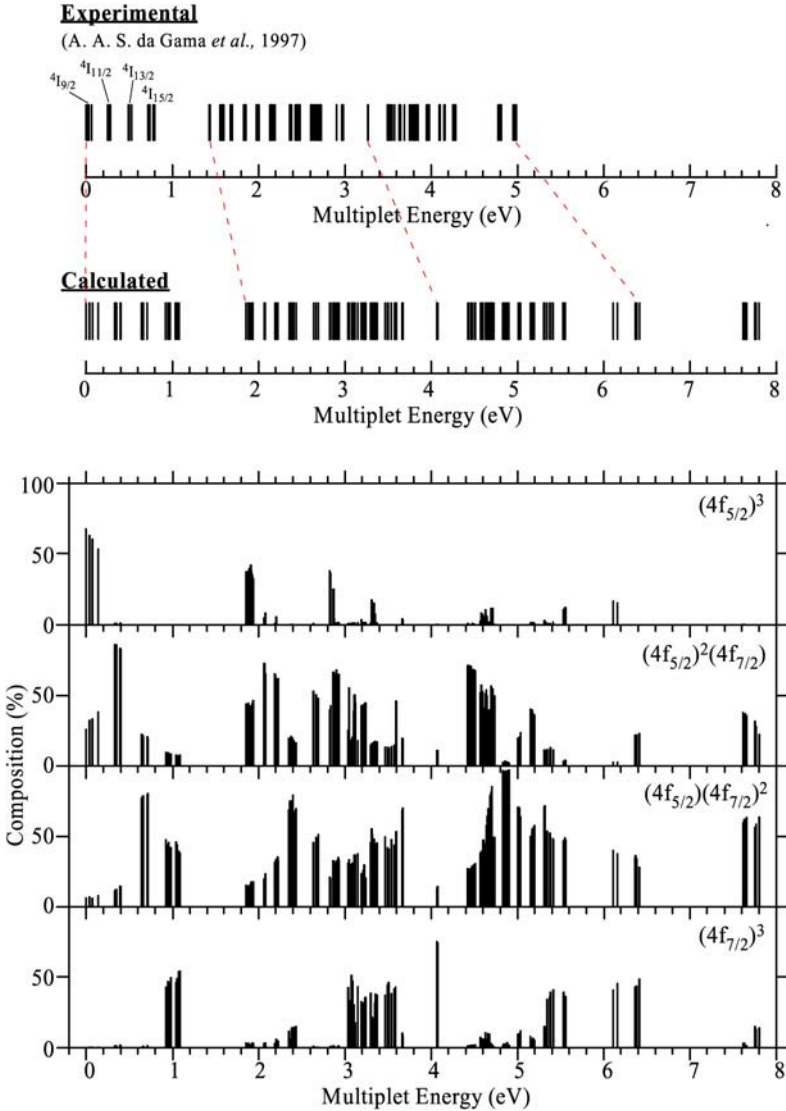 Experimental
(A. A. S. da Gama et al., 1997)
⁴I₉/₂ ⁴I₁₁/₂ ⁴I₁₃/₂ ⁴I₁₅/₂
0 1 2 3 4 5 6 7 8
Multiplet Energy (eV)
Calculated
0 1 2 3 4 5 6 7 8
Multiplet Energy (eV)
Composition (%)
100
50
0
(4f₅/₂)³
50
0
(4f₅/₂)²(4f₇/₂)
50
0
(4f₅/₂)(4f₇/₂)²
50
0
(4f₇/₂)³
0 1 2 3 4 5 6 7 8
Multiplet Energy (eV)